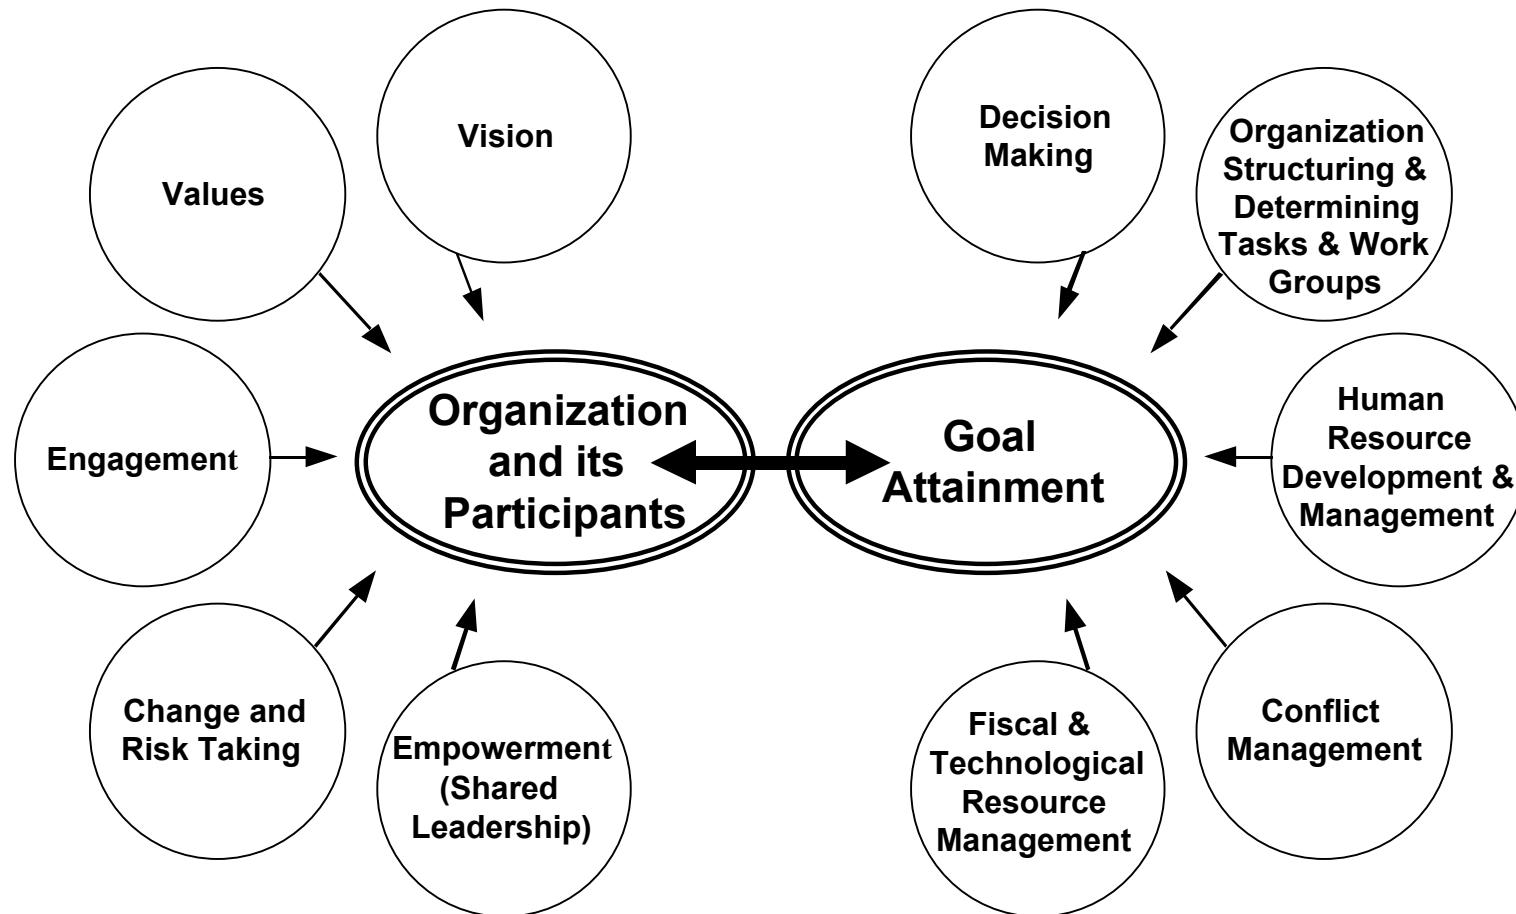 Vision
Values
Engagement
Change and
Risk Taking
Empowerment
(Shared
Leadership)
Organization
and its
Participants
Goal
Attainment
Decision
Making
Organization
Structuring &
Determining
Tasks & Work
Groups
Human
Resource
Development &
Management
Conflict
Management
Fiscal &
Technological
Resource
Management